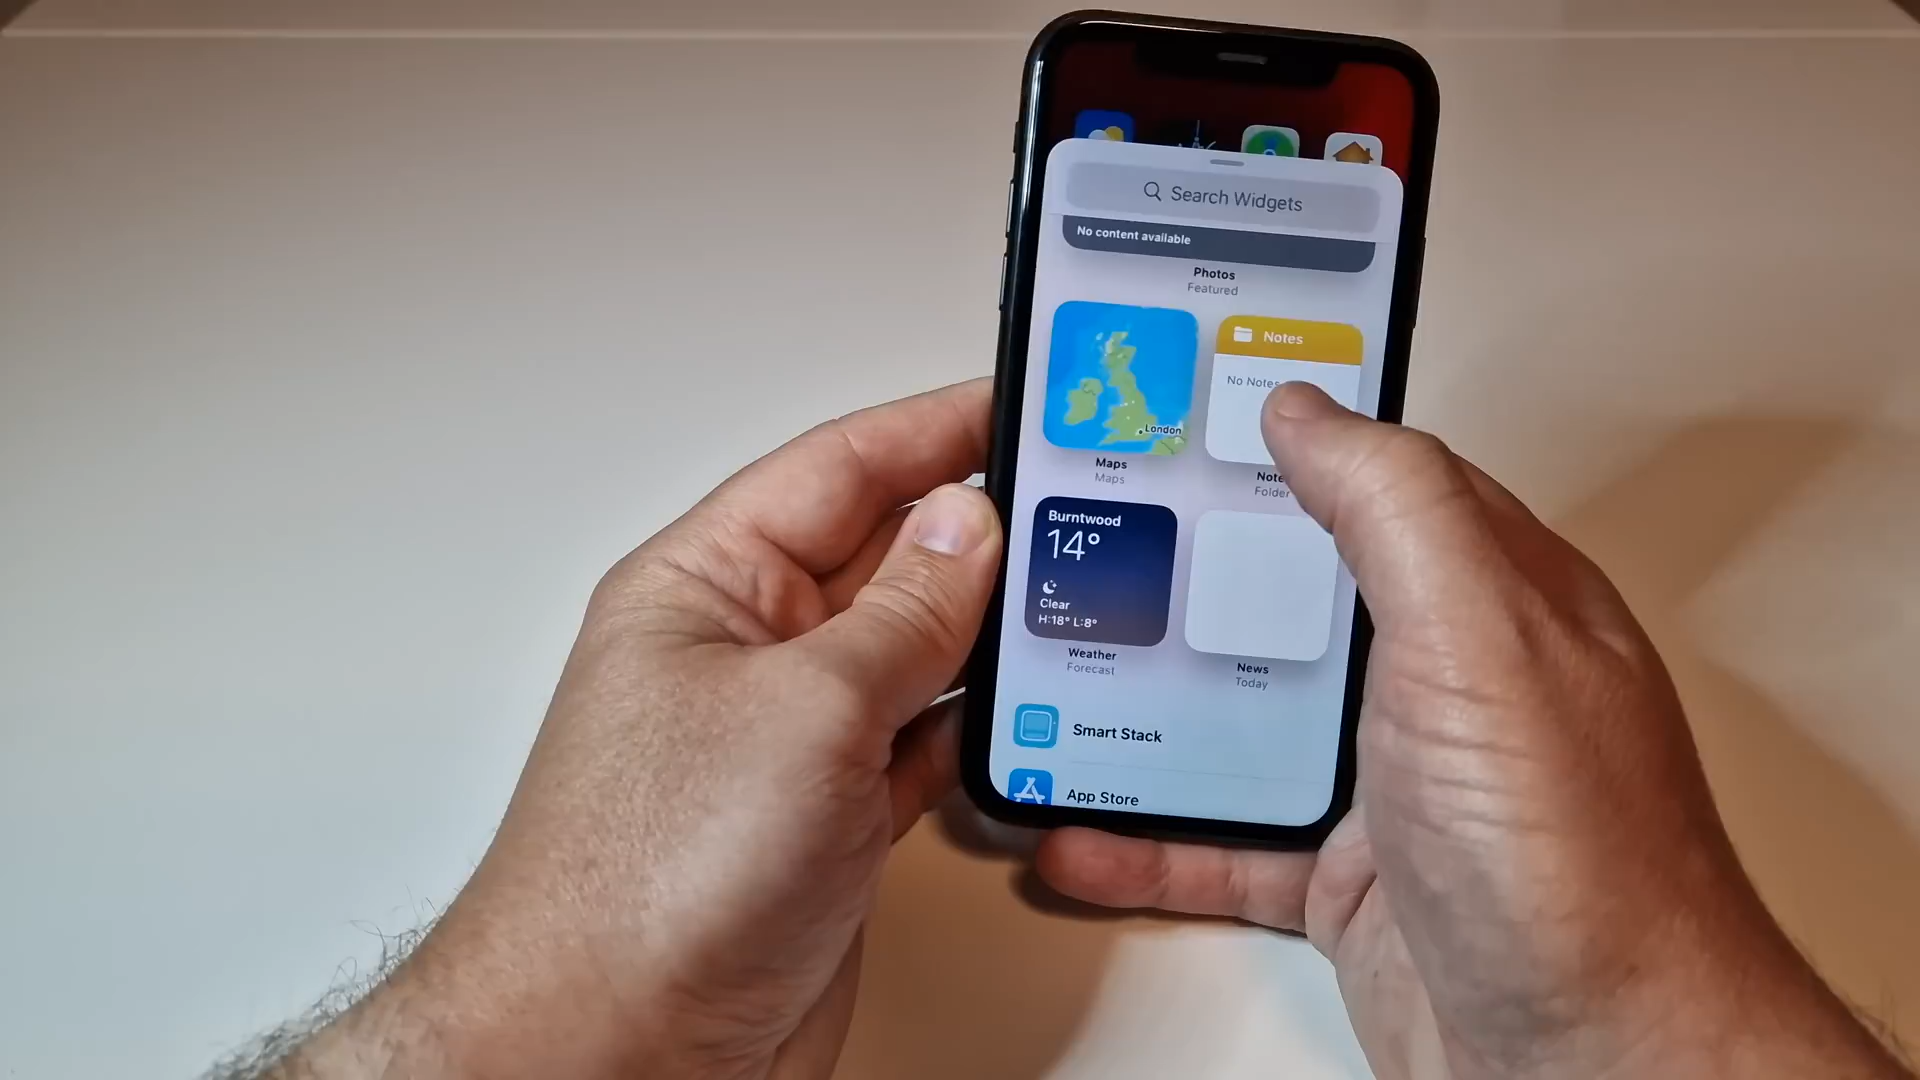 Search Widgets
No content available
Photos
Featured
Notes
No Notes
London
Maps
Maps
Folder
Burntwood
14°
Clear
H:18° L:8°
Weather
Forecast
News
Today
Smart Stack
App Store